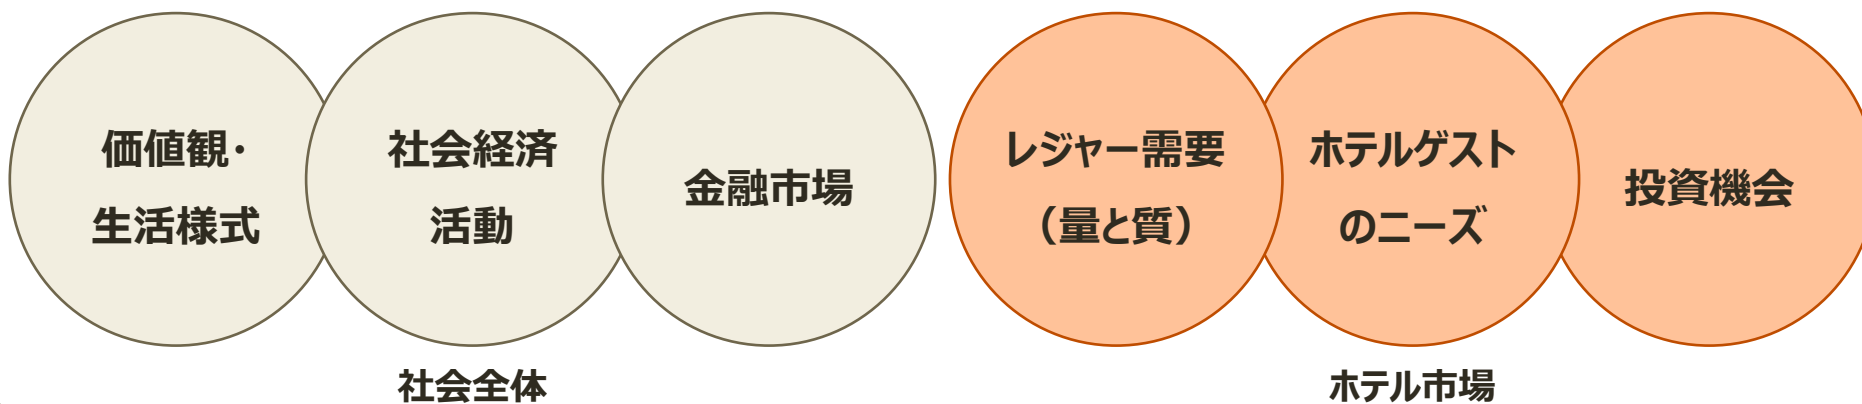 価値観・
生活様式
社会経済
活動
金融市場
レジャー需要
（量と質）
ホテルゲスト
のニーズ
投資機会
社会全体
ホテル市場